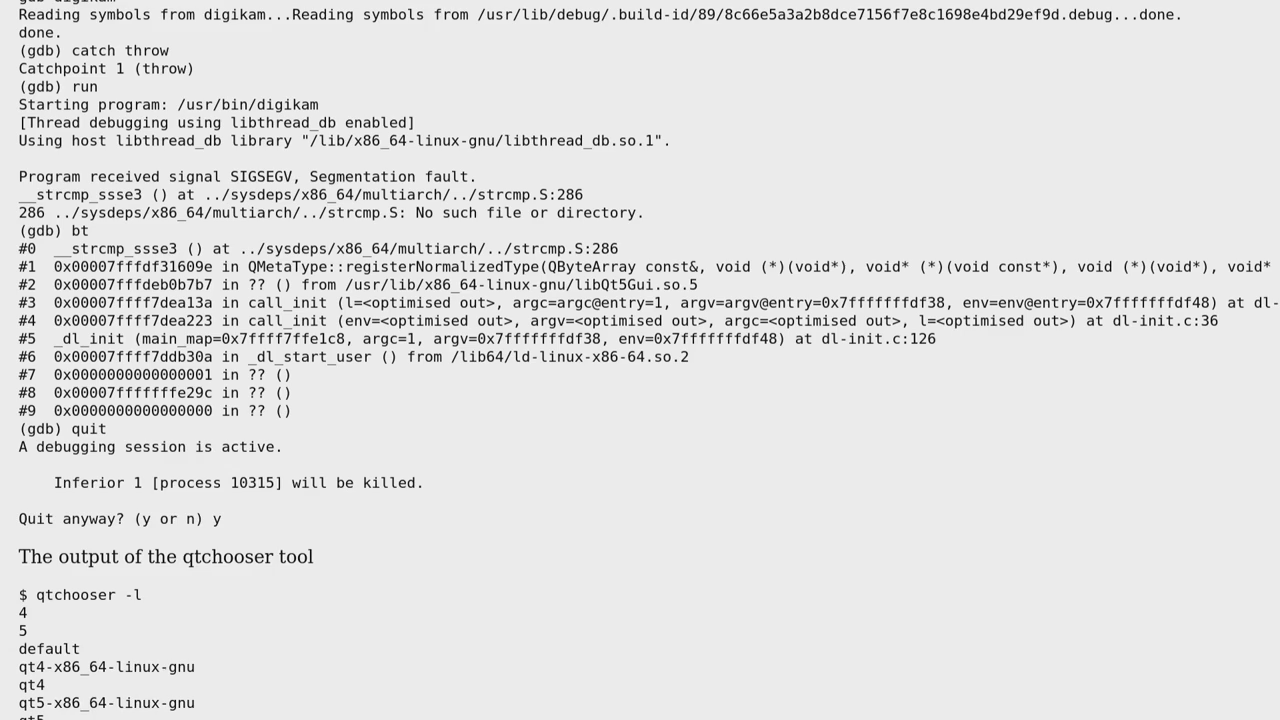 gdb digikam
Reading symbols from digikam...Reading symbols from /usr/lib/debug/.build-id/89/8c66e5a3a2b8dce7156f7e8c1698e4bd29ef9d.debug...done.
done.
(gdb) catch throw
Catchpoint 1 (throw)
(gdb) run
Starting program: /usr/bin/digikam
[Thread debugging using libthread_db enabled]
Using host libthread_db library "/lib/x86_64-linux-gnu/libthread_db.so.1".
Program received signal SIGSEGV, Segmentation fault.
__strcmp_ssse3 () at ../sysdeps/x86_64/multiarch/../strcmp.S:286
286 ../sysdeps/x86_64/multiarch/../strcmp.S: No such file or directory.
(gdb) bt
#0  __strcmp_ssse3 () at ../sysdeps/x86_64/multiarch/../strcmp.S:286
#1  0x00007fffdf31609e in QMetaType::registerNormalizedType(QByteArray const&, void (*)(void*), void* (*)(void const*), void (*)(void*), void*
#2  0x00007fffdeb0b7b7 in ?? () from /usr/lib/x86_64-linux-gnu/libQt5Gui.so.5
#3  0x00007ffff7dea13a in call_init (l=<optimised out>, argc=argc@entry=1, argv=argv@entry=0x7fffffffdf38, env=env@entry=0x7fffffffdf48) at dl-
#4  0x00007ffff7dea223 in call_init (env=<optimised out>, argv=<optimised out>, argc=<optimised out>, l=<optimised out>) at dl-init.c:36
#5  _dl_init (main_map=0x7ffff7ffe1c8, argc=1, argv=0x7fffffffdf38, env=0x7fffffffdf48) at dl-init.c:126
#6  0x00007ffff7ddb30a in _dl_start_user () from /lib64/ld-linux-x86-64.so.2
#7  0x0000000000000001 in ?? ()
#8  0x00007fffffffe29c in ?? ()
#9  0x0000000000000000 in ?? ()
(gdb) quit
A debugging session is active.
Inferior 1 [process 10315] will be killed.
Quit anyway? (y or n) y
The output of the qtchooser tool
$ qtchooser -l
4
5
default
qt4-x86_64-linux-gnu
qt4
qt5-x86_64-linux-gnu
qt5